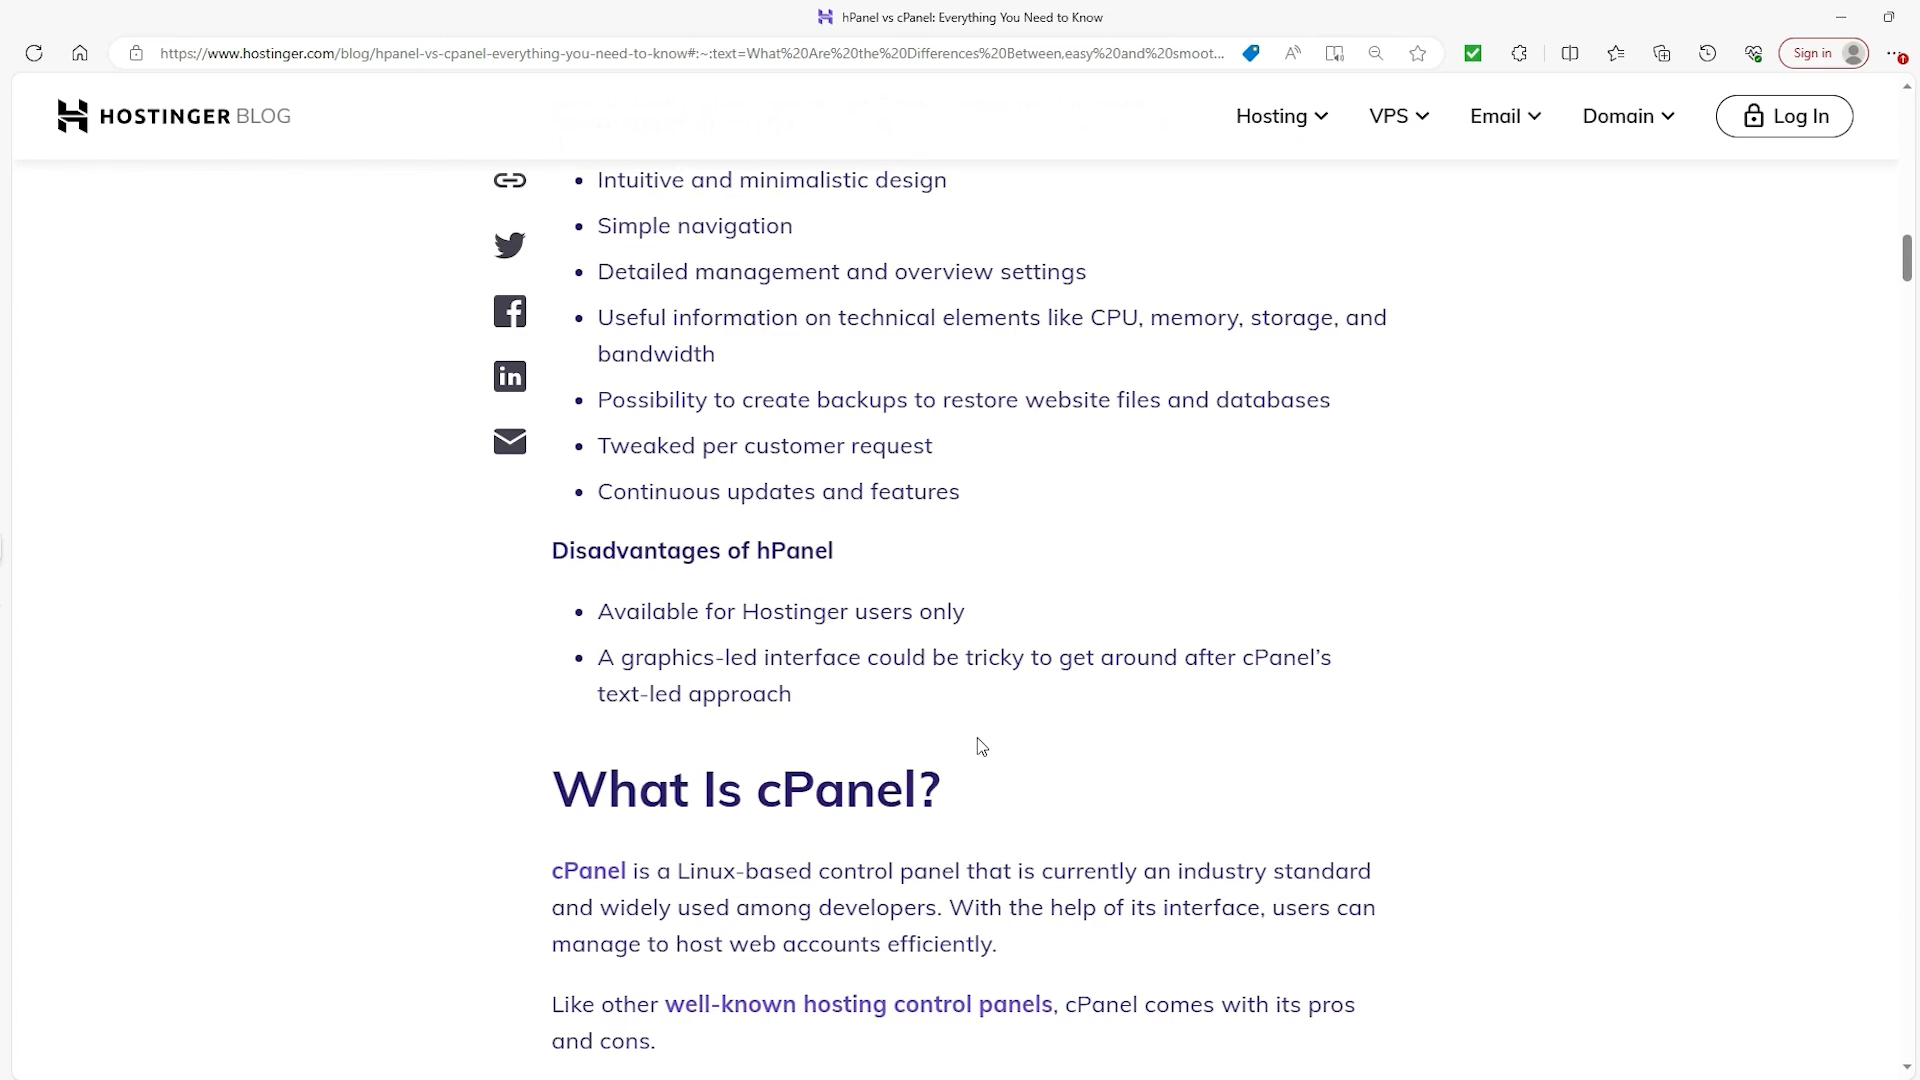 hPanel vs cPanel: Everything You Need to Know
https://www.hostinger.com/blog/hpanel-vs-cpanel-everything-you-need-to-know#:~:text=What%20Are%20the%20Differences%20Between,easy%20and%20smoot...
Sign in
HOSTINGER BLOG
Hosting
VPS
Email
Domain
Log In
• Intuitive and minimalistic design
• Simple navigation
• Detailed management and overview settings
• Useful information on technical elements like CPU, memory, storage, and
bandwidth
• Possibility to create backups to restore website files and databases
• Tweaked per customer request
• Continuous updates and features
Disadvantages of hPanel
• Available for Hostinger users only
• A graphics-led interface could be tricky to get around after cPanel’s
text-led approach
What Is cPanel?
cPanel is a Linux-based control panel that is currently an industry standard
and widely used among developers. With the help of its interface, users can
manage to host web accounts efficiently.
Like other well-known hosting control panels, cPanel comes with its pros
and cons.